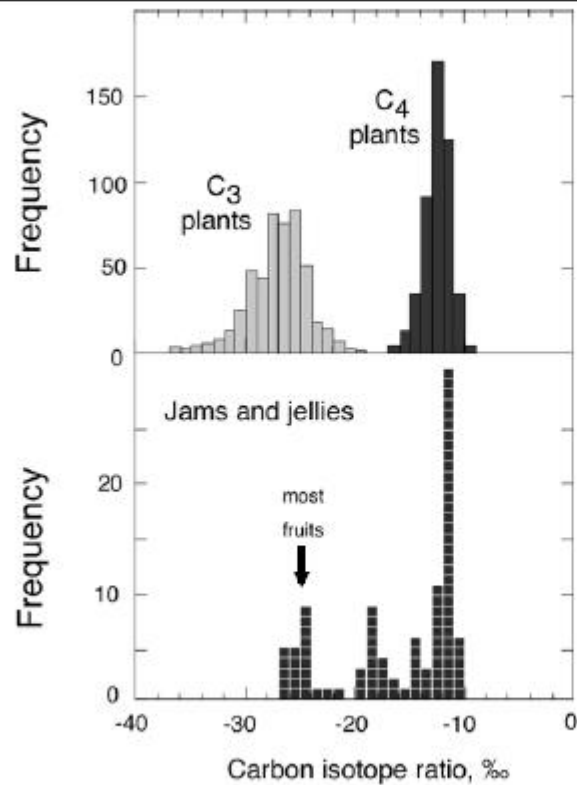 Frequency
150
100
50
0
C3
plants
C4
plants
Jams and jellies
most
fruits
Frequency
20
10
0
-40
-30
-20
-10
0
Carbon isotope ratio, ‰